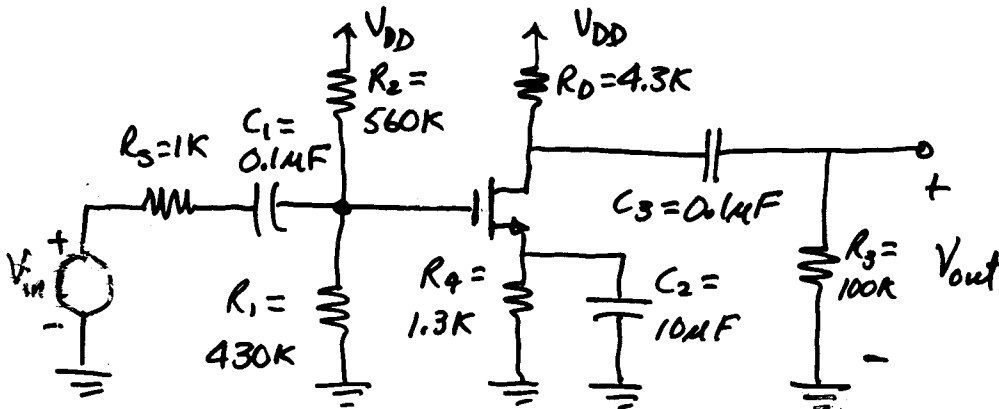 V_DD
R_2 =
560K
V_DD
R_D = 4.3K
R_S = 1K
C_1 =
0.1μF
V_in
+
-
R_1 =
430K
R_4 =
1.3K
C_2 =
10μF
C_3 = 0.1μF
R_3 =
100K
+
V_out
-